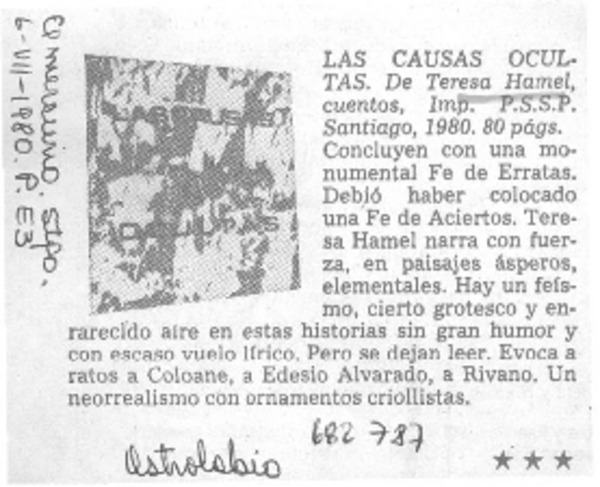 El Mercurio. Stgo.
6-VII-1980. P. E3
LAS CAUSAS
OCULTAS
LAS CAUSAS OCUL-
TAS. De Teresa Hamel,
cuentos, Imp. P.S.S.P.
Santiago, 1980. 80 págs.
Concluyen con una mo-
numental Fe de Erratas.
Debió haber colocado
una Fe de Aciertos. Tere-
sa Hamel narra con fuer-
za, en paisajes ásperos,
elementales. Hay un feís-
mo, cierto grotesco y en-
rarecido aire en estas historias sin gran humor y
con escaso vuelo lírico. Pero se dejan leer. Evoca a
ratos a Coloane, a Edesio Alvarado, a Rivano. Un
neorrealismo con ornamentos criollistas.
682 787
Astrolabio
★ ★ ★